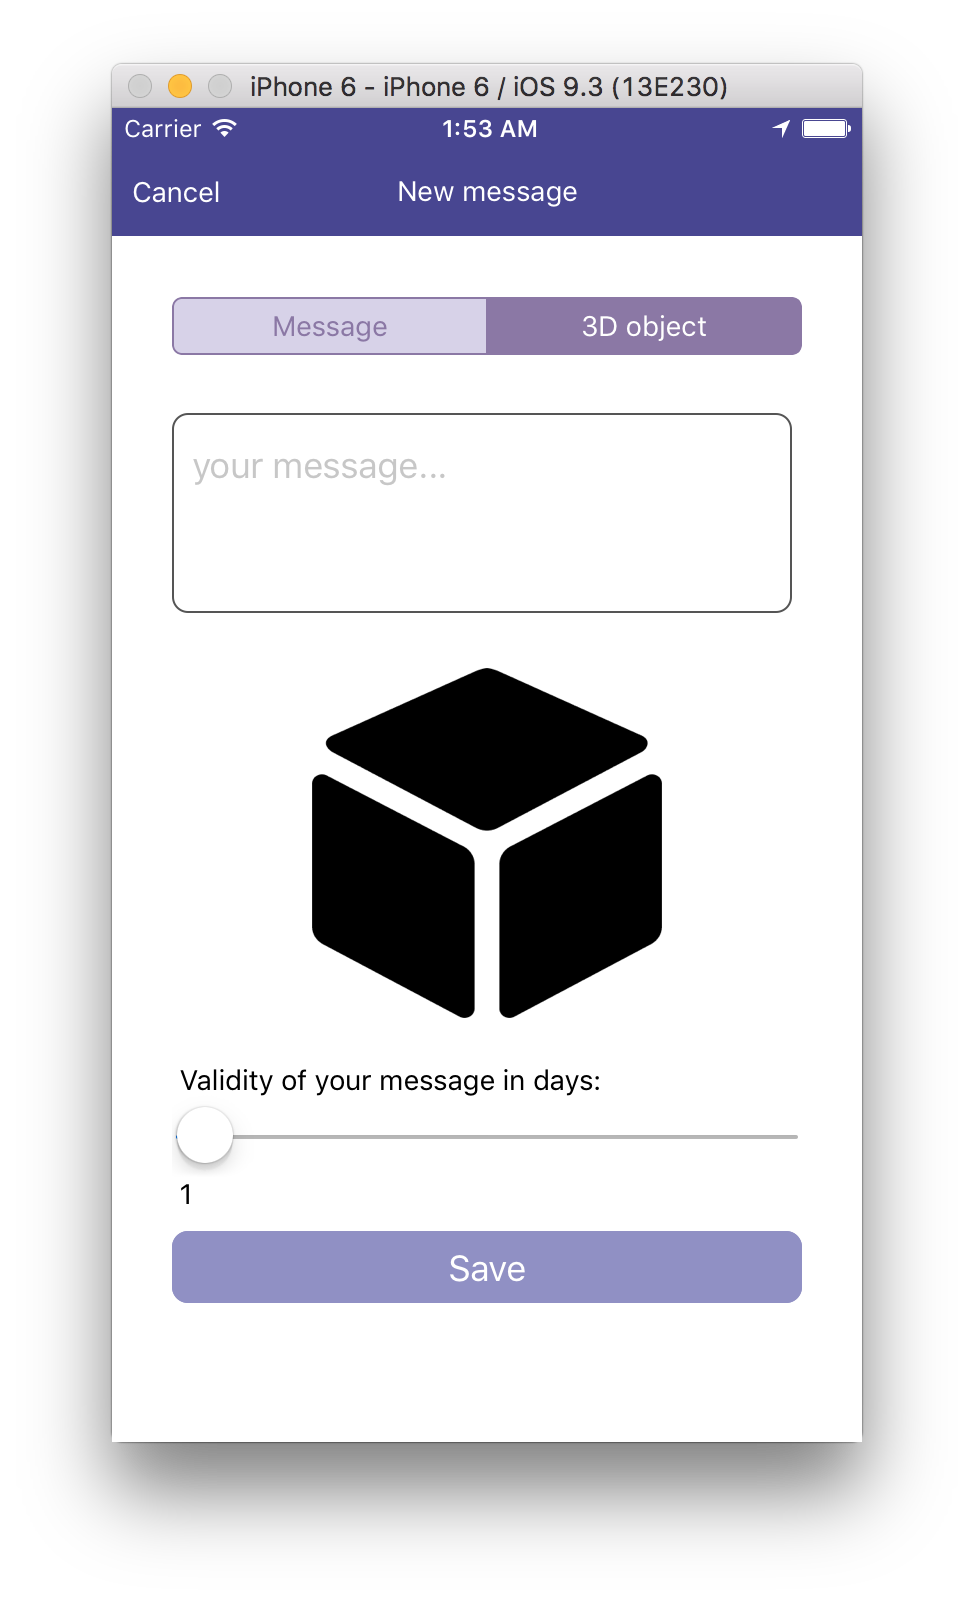 iPhone 6 - iPhone 6 / iOS 9.3 (13E230)
Carrier 1:53 AM
Cancel New message
Message 3D object
your message...
Validity of your message in days:
1
Save